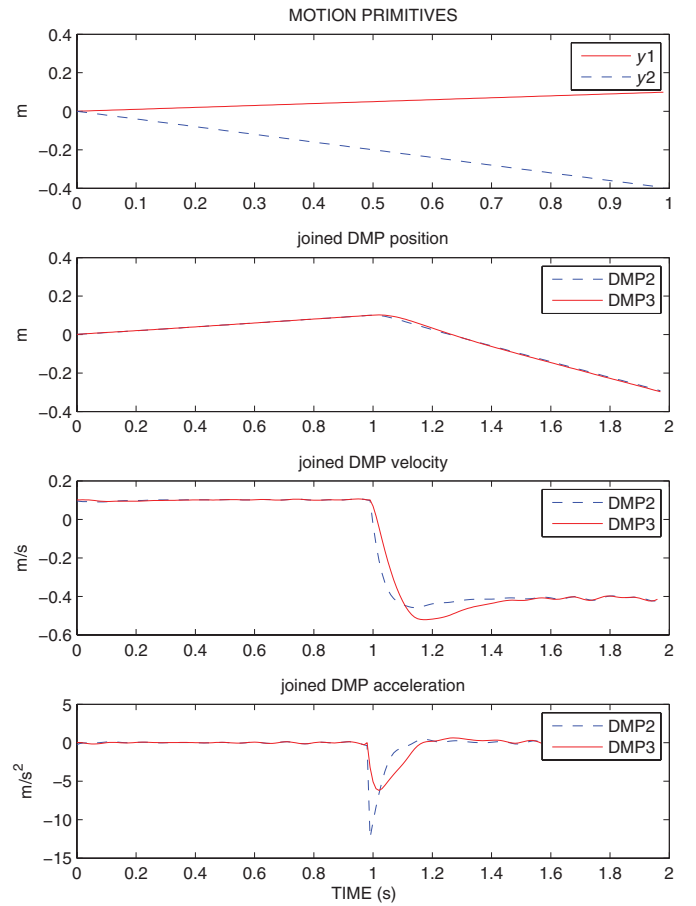 MOTION PRIMITIVES
0.4
0.2
0
−0.2
−0.4
m
y1
y2
0 0.1 0.2 0.3 0.4 0.5 0.6 0.7 0.8 0.9 1
joined DMP position
0.4
0.2
0
−0.2
−0.4
m
DMP2
DMP3
0 0.2 0.4 0.6 0.8 1 1.2 1.4 1.6 1.8 2
joined DMP velocity
0.2
0
−0.2
−0.4
−0.6
m/s
DMP2
DMP3
0 0.2 0.4 0.6 0.8 1 1.2 1.4 1.6 1.8 2
joined DMP acceleration
5
0
−5
−10
−15
m/s²
DMP2
DMP3
0 0.2 0.4 0.6 0.8 1 1.2 1.4 1.6 1.8 2
TIME (s)